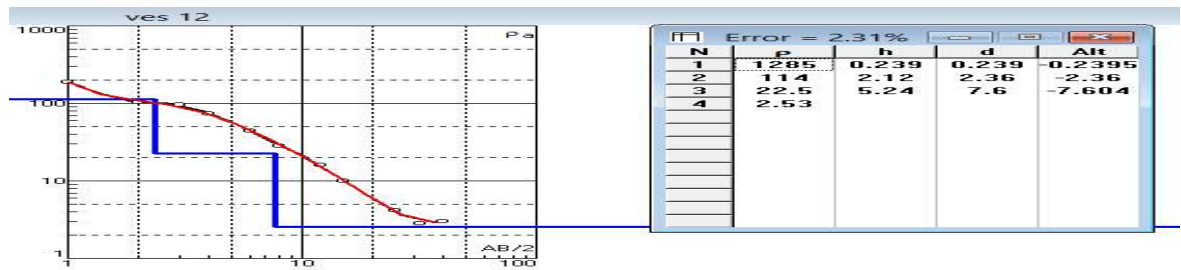 ves 12
1000
Pa
100
10
1
AB/2
1 10 100
Error = 2.31%
N ρ h d Alt
1 1285 0.239 0.239 -0.2395
2 114 2.12 2.36 -2.36
3 22.5 5.24 7.6 -7.604
4 2.53